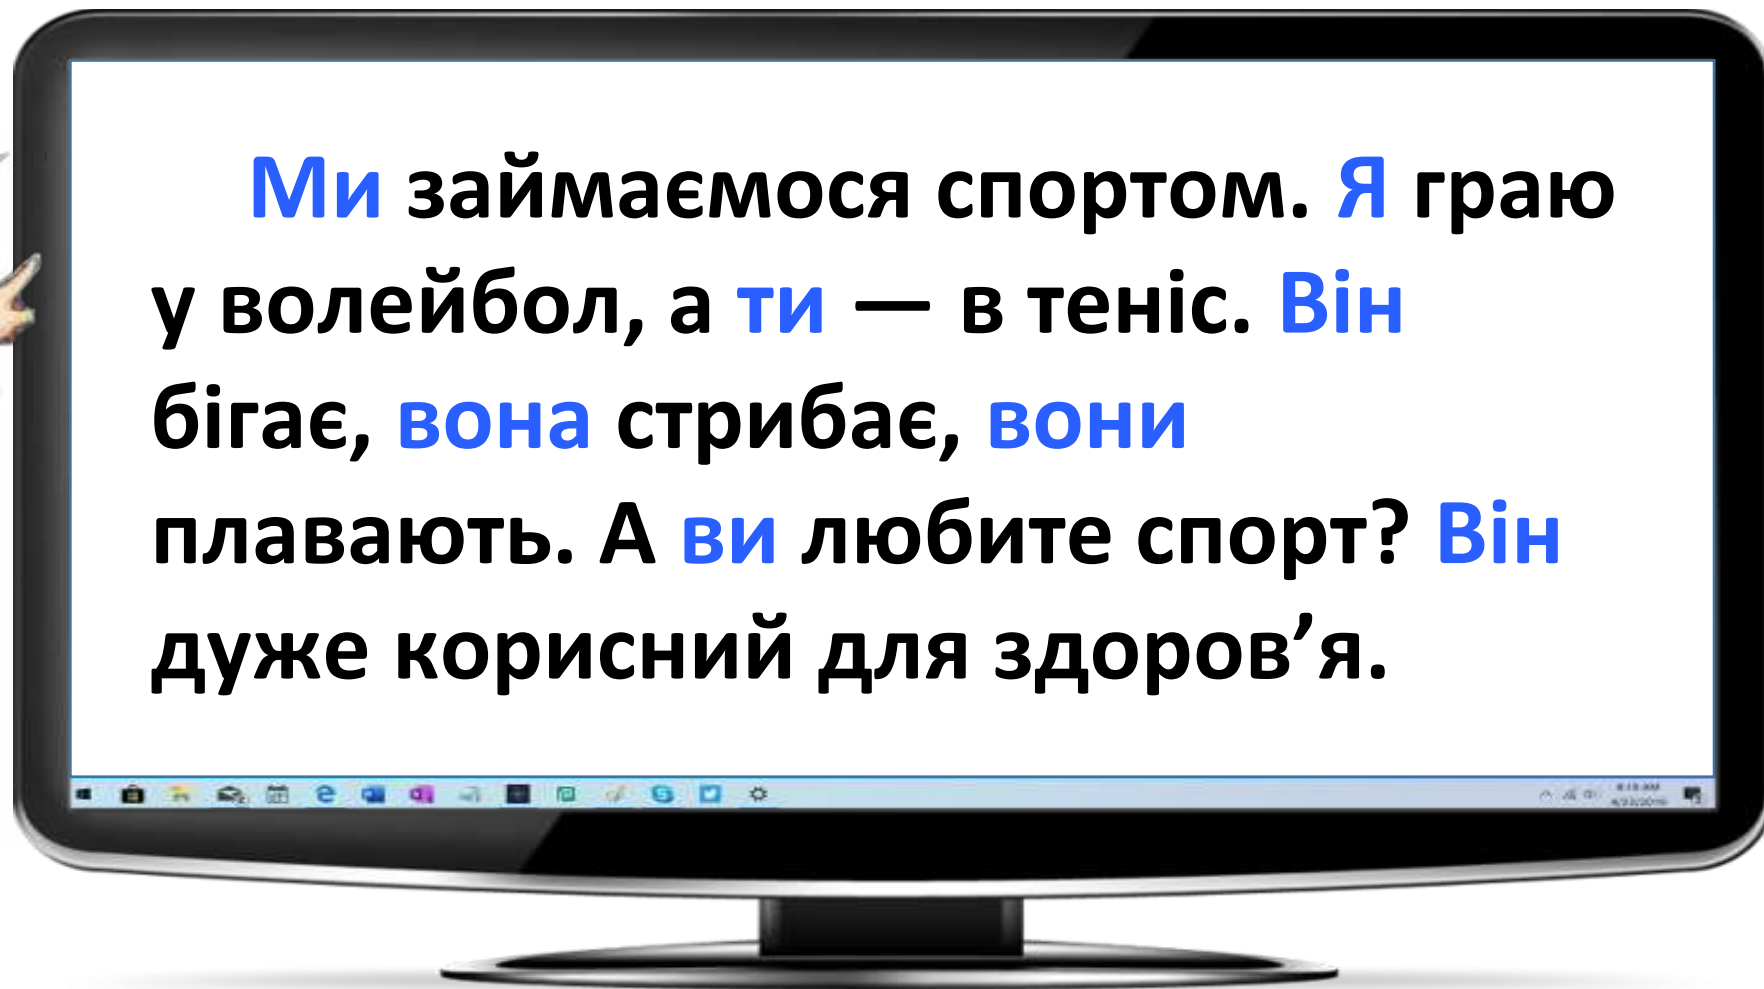 Ми займаємося спортом. Я граю
у волейбол, а ти — в теніс. Він
бігає, вона стрибає, вони
плавають. А ви любите спорт? Він
дуже корисний для здоров’я.